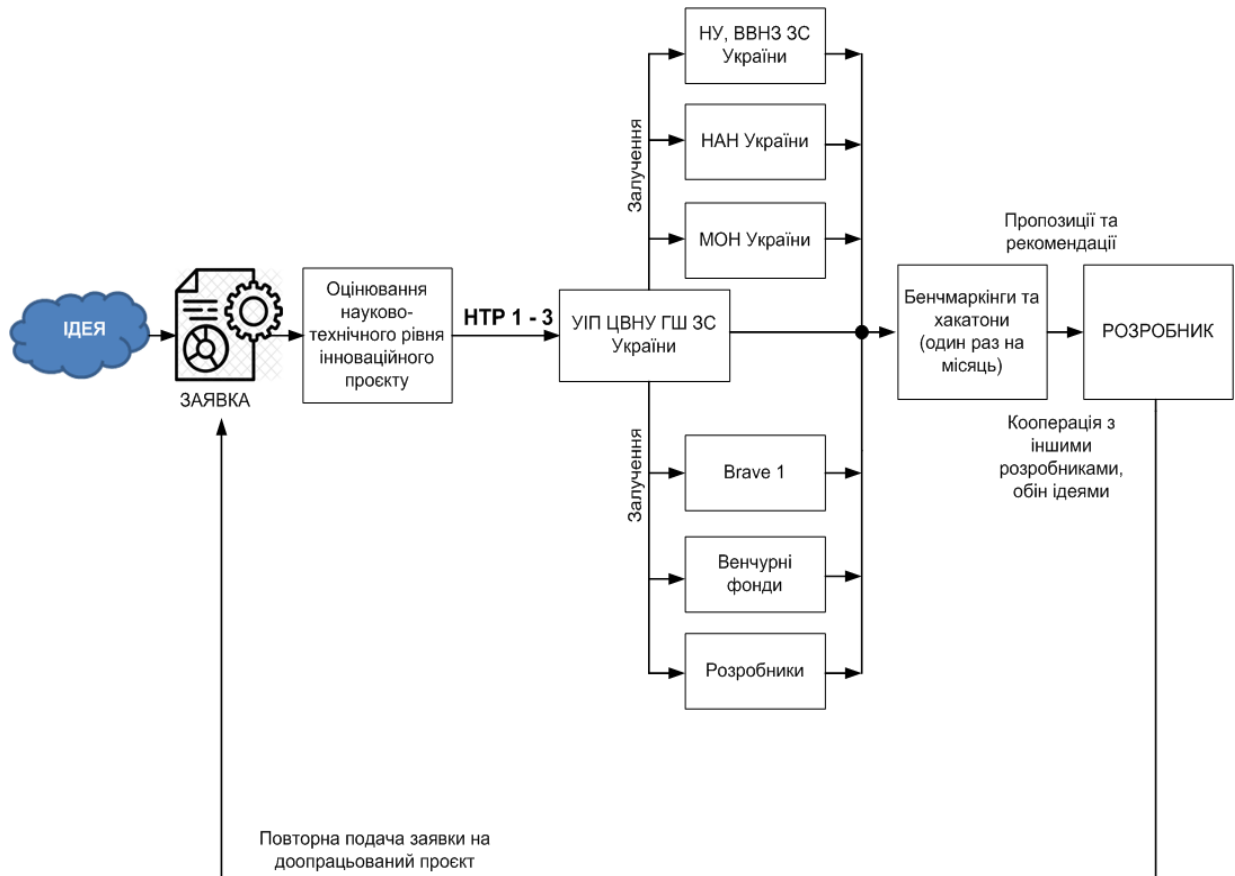 ІДЕЯ
ЗАЯВКА
Оцінювання
науково-
технічного рівня
інноваційного
проєкту
НТР 1 - 3
УІП ЦВНУ ГШ ЗС
України
Залучення
НУ, ВВНЗ ЗС
України
НАН України
МОН України
Залучення
Brave 1
Венчурні
фонди
Розробники
Бенчмаркінги та
хакатони
(один раз на
місяць)
Пропозиції та
рекомендації
РОЗРОБНИК
Кооперація з
іншими
розробниками,
обін ідеями
Повторна подача заявки на
доопрацьований проєкт